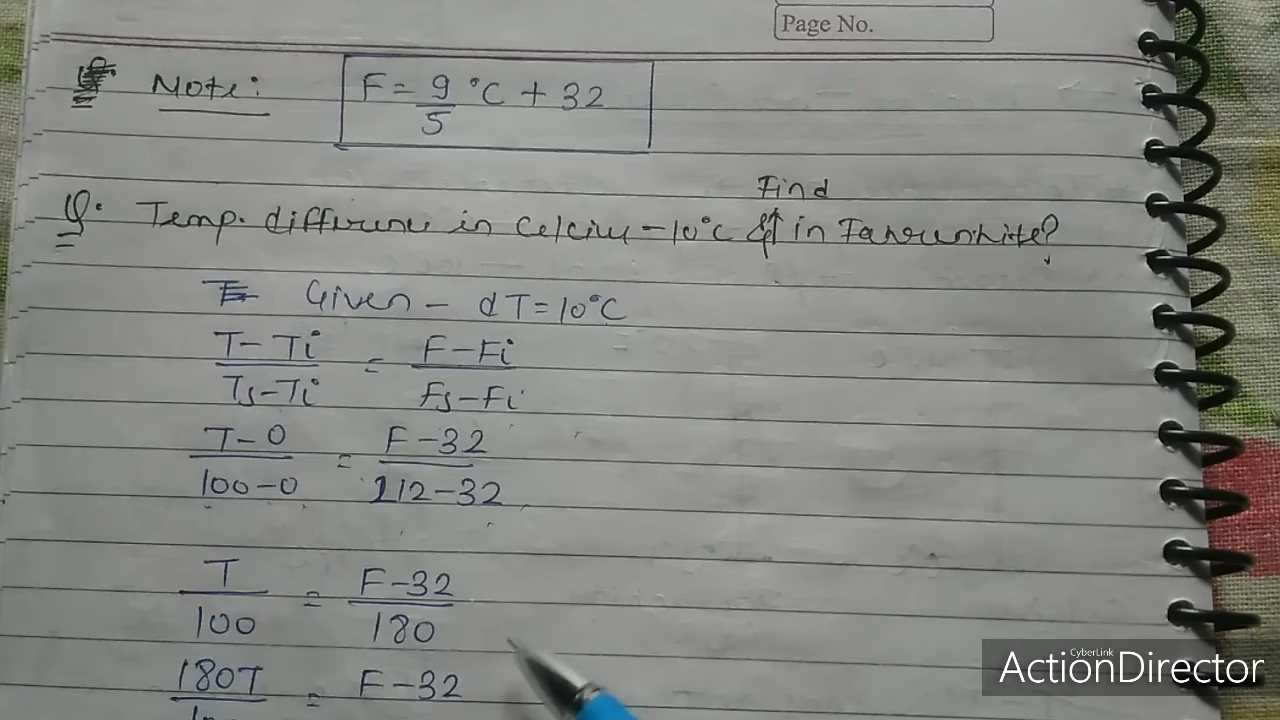 Page No.
Note: F = 9/5 °C + 32
Find
Q. Temp. difference in Celcius - 10°C in Farenhite?
Given - dT = 10°C
T - Ti / Ts - Ti = F - Fi / Fs - Fi
T - 0 / 100 - 0 = F - 32 / 212 - 32
T / 100 = F - 32 / 180
180T = F - 32
CyberLink
ActionDirector